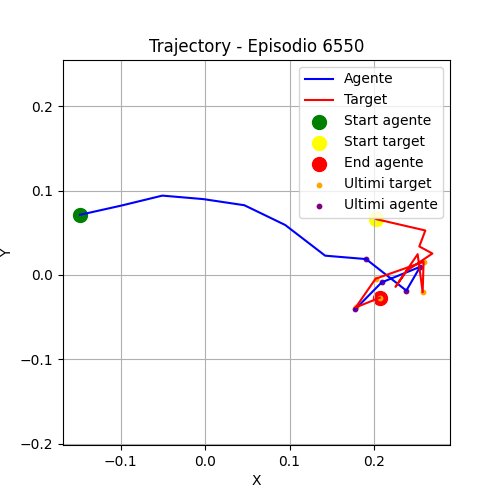 Trajectory - Episodio 6550
Agente
Target
Start agente
Start target
End agente
Ultimi target
Ultimi agente
0.2
0.1
0.0
−0.1
−0.2
Y
−0.1
0.0
0.1
0.2
X